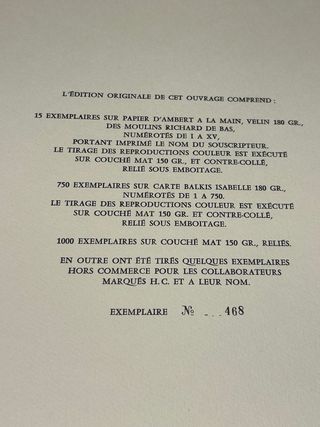 L'ÉDITION ORIGINALE DE CET OUVRAGE COMPREND :
15 EXEMPLAIRES SUR PAPIER D'AMBERT A LA MAIN, VELIN 180 GR.,
DES MOULINS RICHARD DE BAS,
NUMÉROTÉS DE I A XV,
PORTANT IMPRIMÉ LE NOM DU SOUSCRIPTEUR.
LE TIRAGE DES REPRODUCTIONS COULEUR EST EXÉCUTÉ
SUR COUCHÉ MAT 150 GR., ET CONTRE-COLLÉ,
RELIÉ SOUS EMBOITAGE.
750 EXEMPLAIRES SUR CARTE BALKIS ISABELLE 180 GR.,
NUMÉROTÉS DE 1 A 750.
LE TIRAGE DES REPRODUCTIONS COULEUR EST EXÉCUTÉ
SUR COUCHÉ MAT 150 GR. ET CONTRE-COLLÉ,
RELIÉ SOUS EMBOITAGE.
1000 EXEMPLAIRES SUR COUCHÉ MAT 150 GR., RELIÉS.
EN OUTRE ONT ÉTÉ TIRÉS QUELQUES EXEMPLAIRES
HORS COMMERCE POUR LES COLLABORATEURS
MARQUÉS H. C. ET A LEUR NOM.
EXEMPLAIRE № ... 468